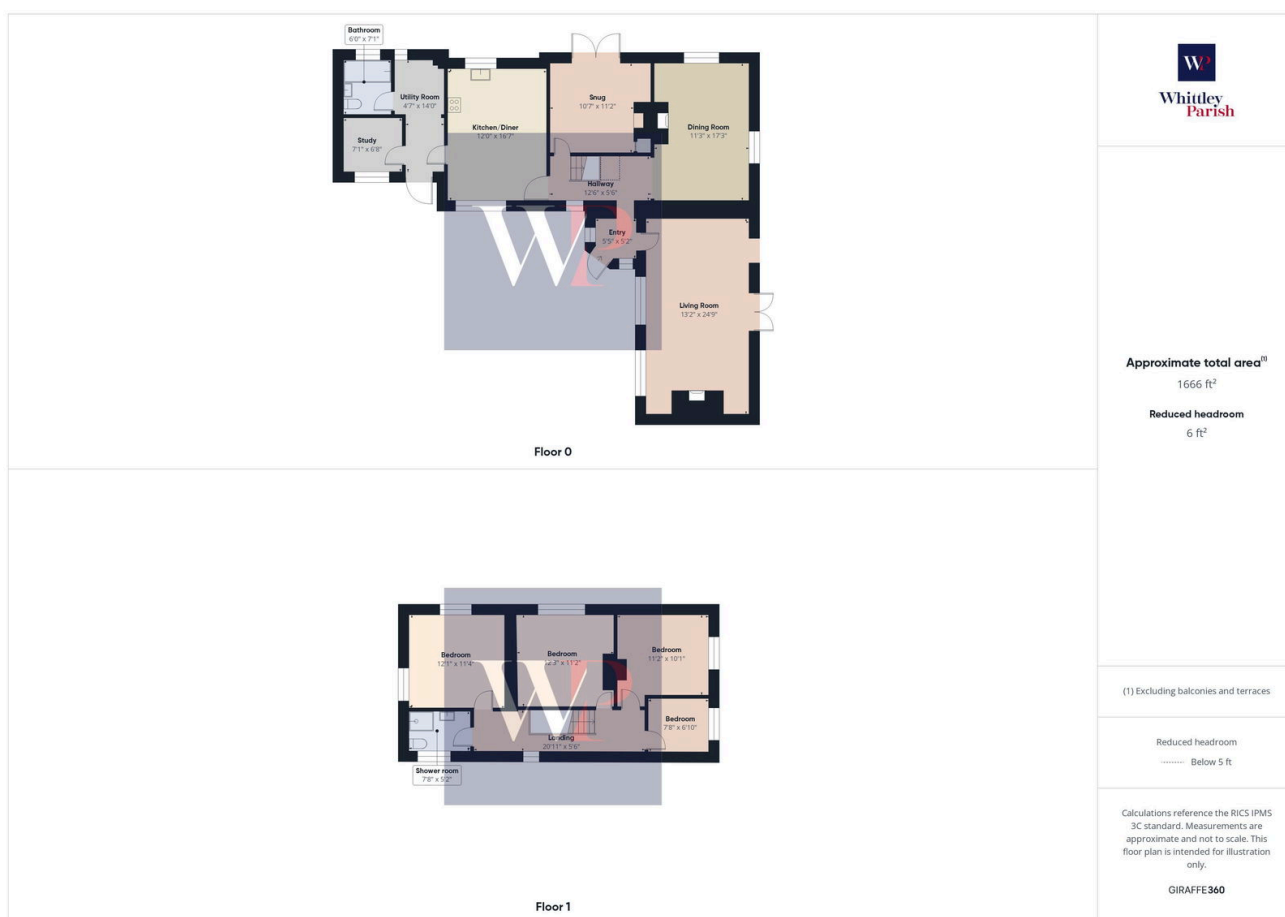 Bathroom
6'0" x 7'1"
Utility Room
4'7" x 14'0"
Study
7'1" x 6'8"
Kitchen/Diner
12'0" x 16'7"
Snug
10'7" x 11'2"
Dining Room
11'3" x 17'3"
Hallway
12'6" x 5'6"
Entry
5'5" x 5'2"
Living Room
13'2" x 24'9"
WP
Floor 0
Bedroom
12'1" x 11'4"
Bedroom
x 11'2"
Bedroom
11'2" x 10'1"
Bedroom
7'8" x 6'10"
Landing
20'11" x 5'6"
Shower room
7'8" x 5'2"
WP
Floor 1
WP
Whittley
Parish
Approximate total area(1)
1666 ft²
Reduced headroom
6 ft²
(1) Excluding balconies and terraces
Reduced headroom
Below 5 ft
Calculations reference the RICS IPMS
3C standard. Measurements are
approximate and not to scale. This
floor plan is intended for illustration
only.
GIRAFFE360